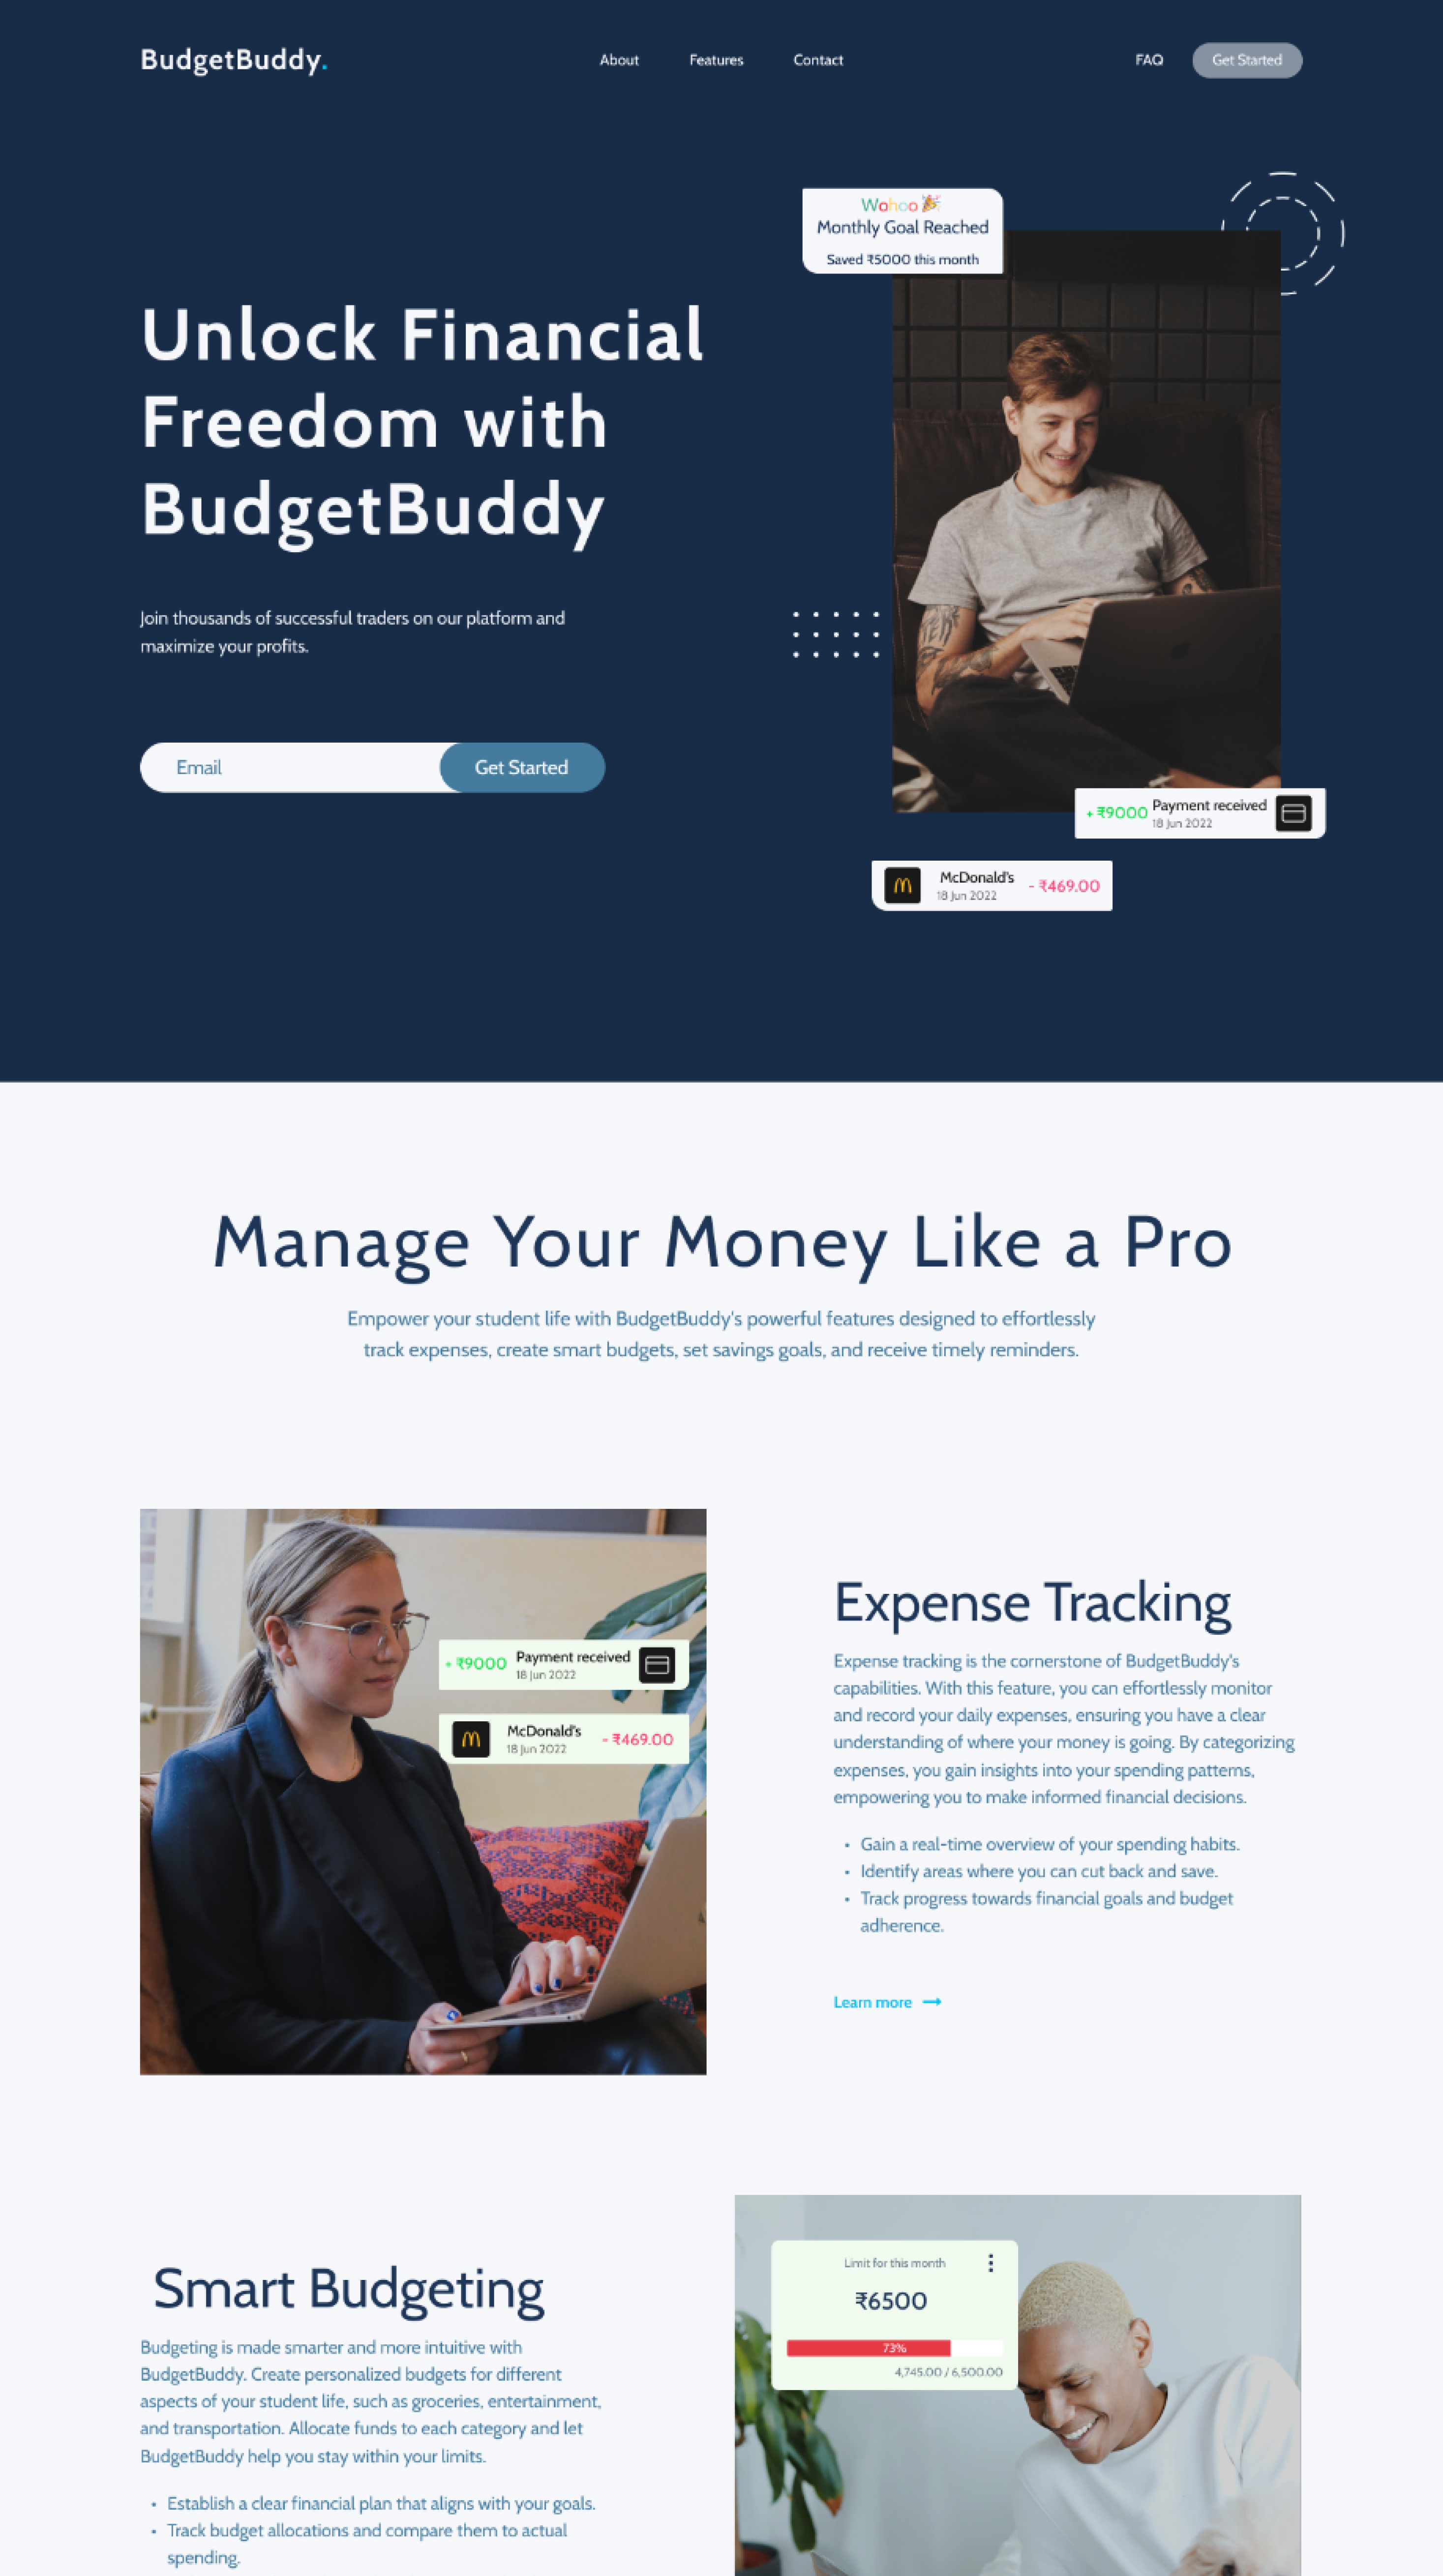 BudgetBuddy.
About
Features
Contact
FAQ
Get Started
Wohoo 🎉
Monthly Goal Reached
Saved ₹5000 this month
Unlock Financial
Freedom with
BudgetBuddy
Join thousands of successful traders on our platform and
maximize your profits.
Email
Get Started
+ ₹9000
Payment received
18 Jun 2022
McDonald's
18 Jun 2022
- ₹469.00
Manage Your Money Like a Pro
Empower your student life with BudgetBuddy's powerful features designed to effortlessly
track expenses, create smart budgets, set savings goals, and receive timely reminders.
+ ₹9000
Payment received
18 Jun 2022
McDonald's
18 Jun 2022
- ₹469.00
Expense Tracking
Expense tracking is the cornerstone of BudgetBuddy's
capabilities. With this feature, you can effortlessly monitor
and record your daily expenses, ensuring you have a clear
understanding of where your money is going. By categorizing
expenses, you gain insights into your spending patterns,
empowering you to make informed financial decisions.
• Gain a real-time overview of your spending habits.
• Identify areas where you can cut back and save.
• Track progress towards financial goals and budget
adherence.
Learn more
Smart Budgeting
Budgeting is made smarter and more intuitive with
BudgetBuddy. Create personalized budgets for different
aspects of your student life, such as groceries, entertainment,
and transportation. Allocate funds to each category and let
BudgetBuddy help you stay within your limits.
• Establish a clear financial plan that aligns with your goals.
• Track budget allocations and compare them to actual
spending.
Limit for this month
₹6500
73%
4,745.00 / 6,500.00